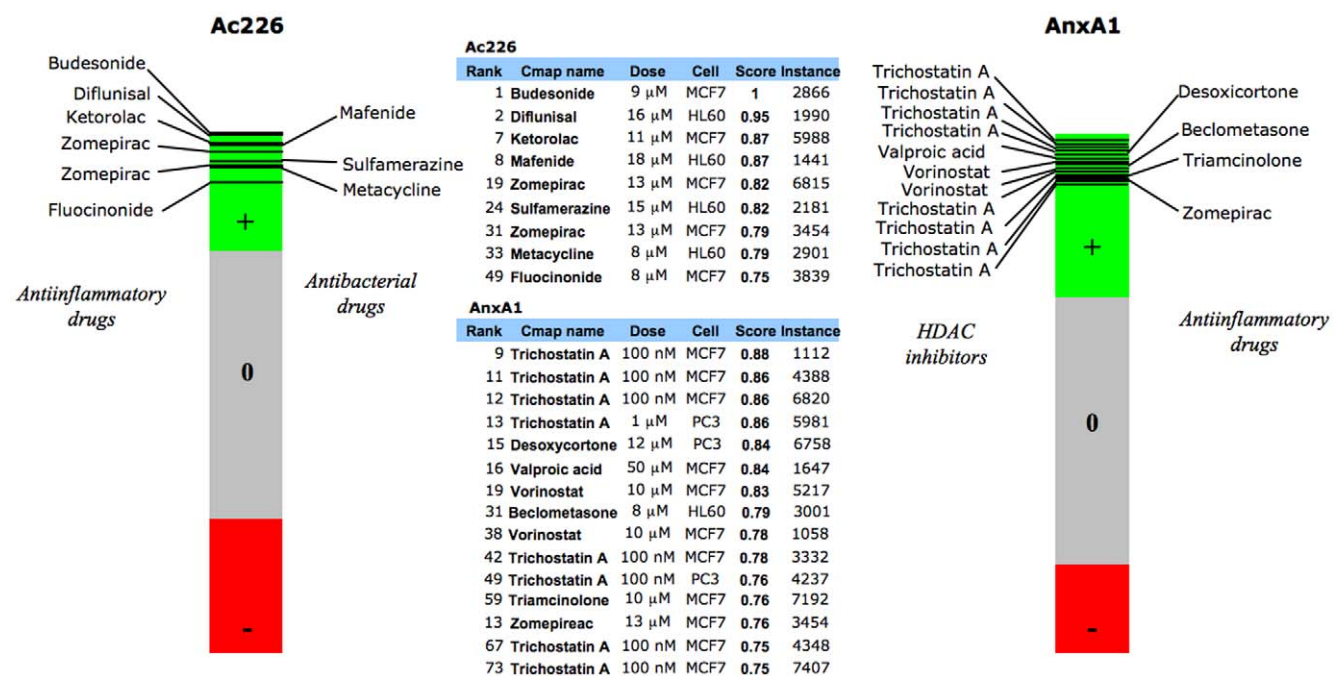 Ac226
Budesonide
Diflunisal
Ketorolac
Zomepirac
Zomepirac
Fluocinonide
Mafenide
Sulfamerazine
Metacycline
+
0
-
Antiinflammatory
drugs
Antibacterial
drugs
Ac226
Rank Cmap name Dose Cell Score Instance
1 Budesonide 9 μM MCF7 1 2866
2 Diflunisal 16 μM HL60 0.95 1990
7 Ketorolac 11 μM MCF7 0.87 5988
8 Mafenide 18 μM HL60 0.87 1441
19 Zomepirac 13 μM MCF7 0.82 6815
24 Sulfamerazine 15 μM HL60 0.82 2181
31 Zomepirac 13 μM MCF7 0.79 3454
33 Metacycline 8 μM HL60 0.79 2901
49 Fluocinonide 8 μM MCF7 0.75 3839
AnxA1
Rank Cmap name Dose Cell Score Instance
9 Trichostatin A 100 nM MCF7 0.88 1112
11 Trichostatin A 100 nM MCF7 0.86 4388
12 Trichostatin A 100 nM MCF7 0.86 6820
13 Trichostatin A 1 μM PC3 0.86 5981
15 Desoxycortone 12 μM PC3 0.84 6758
16 Valproic acid 50 μM MCF7 0.84 1647
19 Vorinostat 10 μM MCF7 0.83 5217
31 Beclometasone 8 μM HL60 0.79 3001
38 Vorinostat 10 μM MCF7 0.78 1058
42 Trichostatin A 100 nM MCF7 0.78 3332
49 Trichostatin A 100 nM PC3 0.76 4237
59 Triamcinolone 10 μM MCF7 0.76 7192
13 Zomepireac 13 μM MCF7 0.76 3454
67 Trichostatin A 100 nM MCF7 0.75 4348
73 Trichostatin A 100 nM MCF7 0.75 7407
AnxA1
Trichostatin A
Trichostatin A
Trichostatin A
Trichostatin A
Valproic acid
Vorinostat
Vorinostat
Trichostatin A
Trichostatin A
Trichostatin A
Trichostatin A
Desoxicortone
Beclometasone
Triamcinolone
Zomepirac
+
0
-
HDAC
inhibitors
Antiinflammatory
drugs